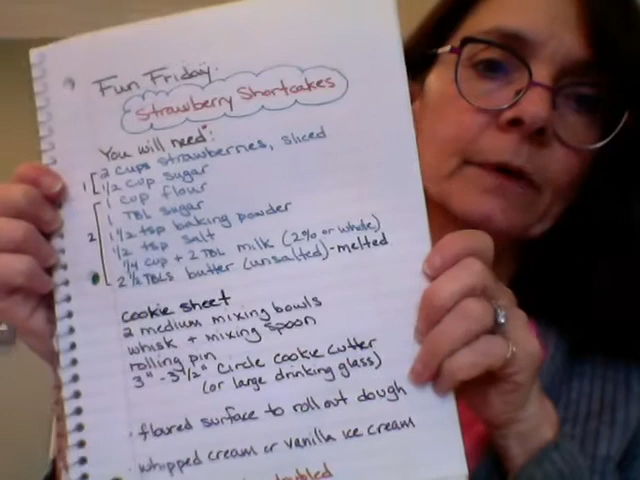 Fun Friday.
Strawberry Shortcakes
You will need:
1 [ 2 cups strawberries, sliced
1/2 cup sugar
2 [ 1 cup flour
1 TBL sugar
1 1/2 tsp baking powder
1/2 tsp salt
1/4 cup + 2 TBL milk (2% or whole)
2 1/2 TBLS butter (unsalted) - melted
cookie sheet
2 medium mixing bowls
whisk + mixing spoon
rolling pin
3" - 3 1/2" circle cookie cutter
(or large drinking glass)
· floured surface to roll out dough
· whipped cream or vanilla ice cream
doubled